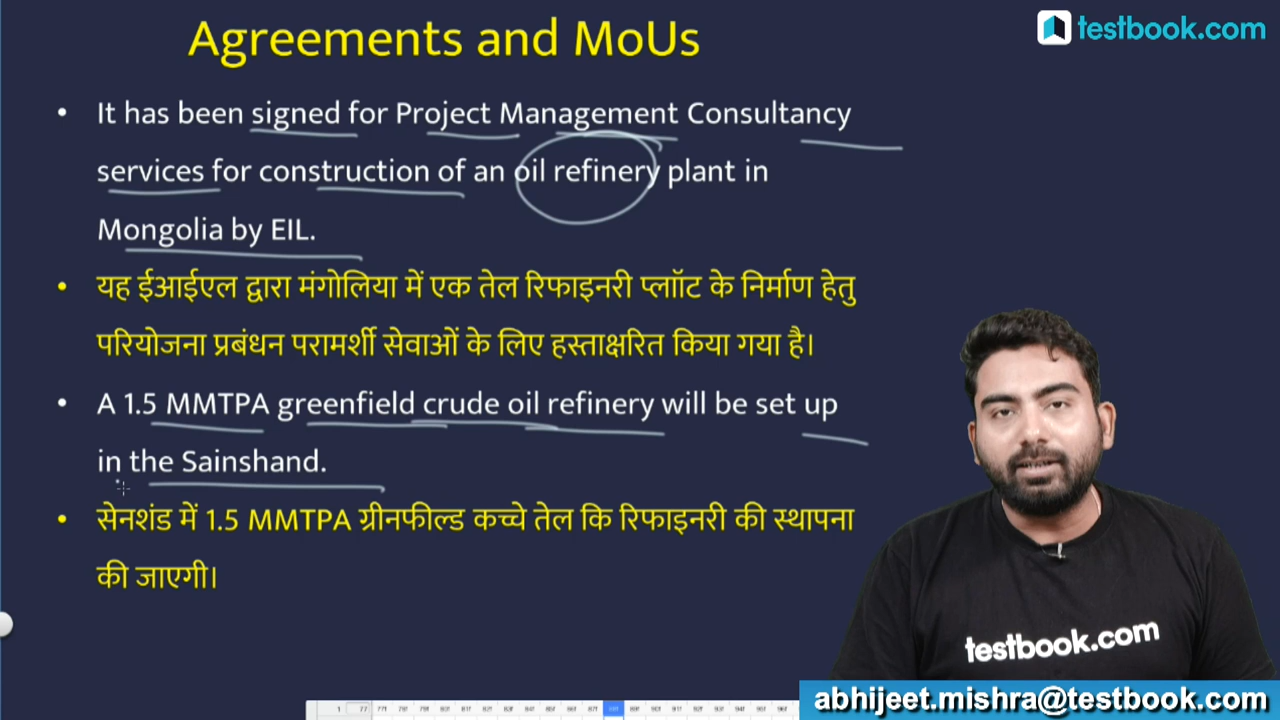 Agreements and MoUs
testbook.com
• It has been signed for Project Management Consultancy
services for construction of an oil refinery plant in
Mongolia by EIL.
• यह ईआईएल द्वारा मंगोलिया में एक तेल रिफाइनरी प्लाॅाट के निर्माण हेतु
परियोजना प्रबंधन परामर्शी सेवाओं के लिए हस्ताक्षरित किया गया है।
• A 1.5 MMTPA greenfield crude oil refinery will be set up
in the Sainshand.
• सेनशंड में 1.5 MMTPA ग्रीनफील्ड कच्चे तेल कि रिफाइनरी की स्थापना
की जाएगी।
testbook.com
abhijeet.mishra@testbook.com